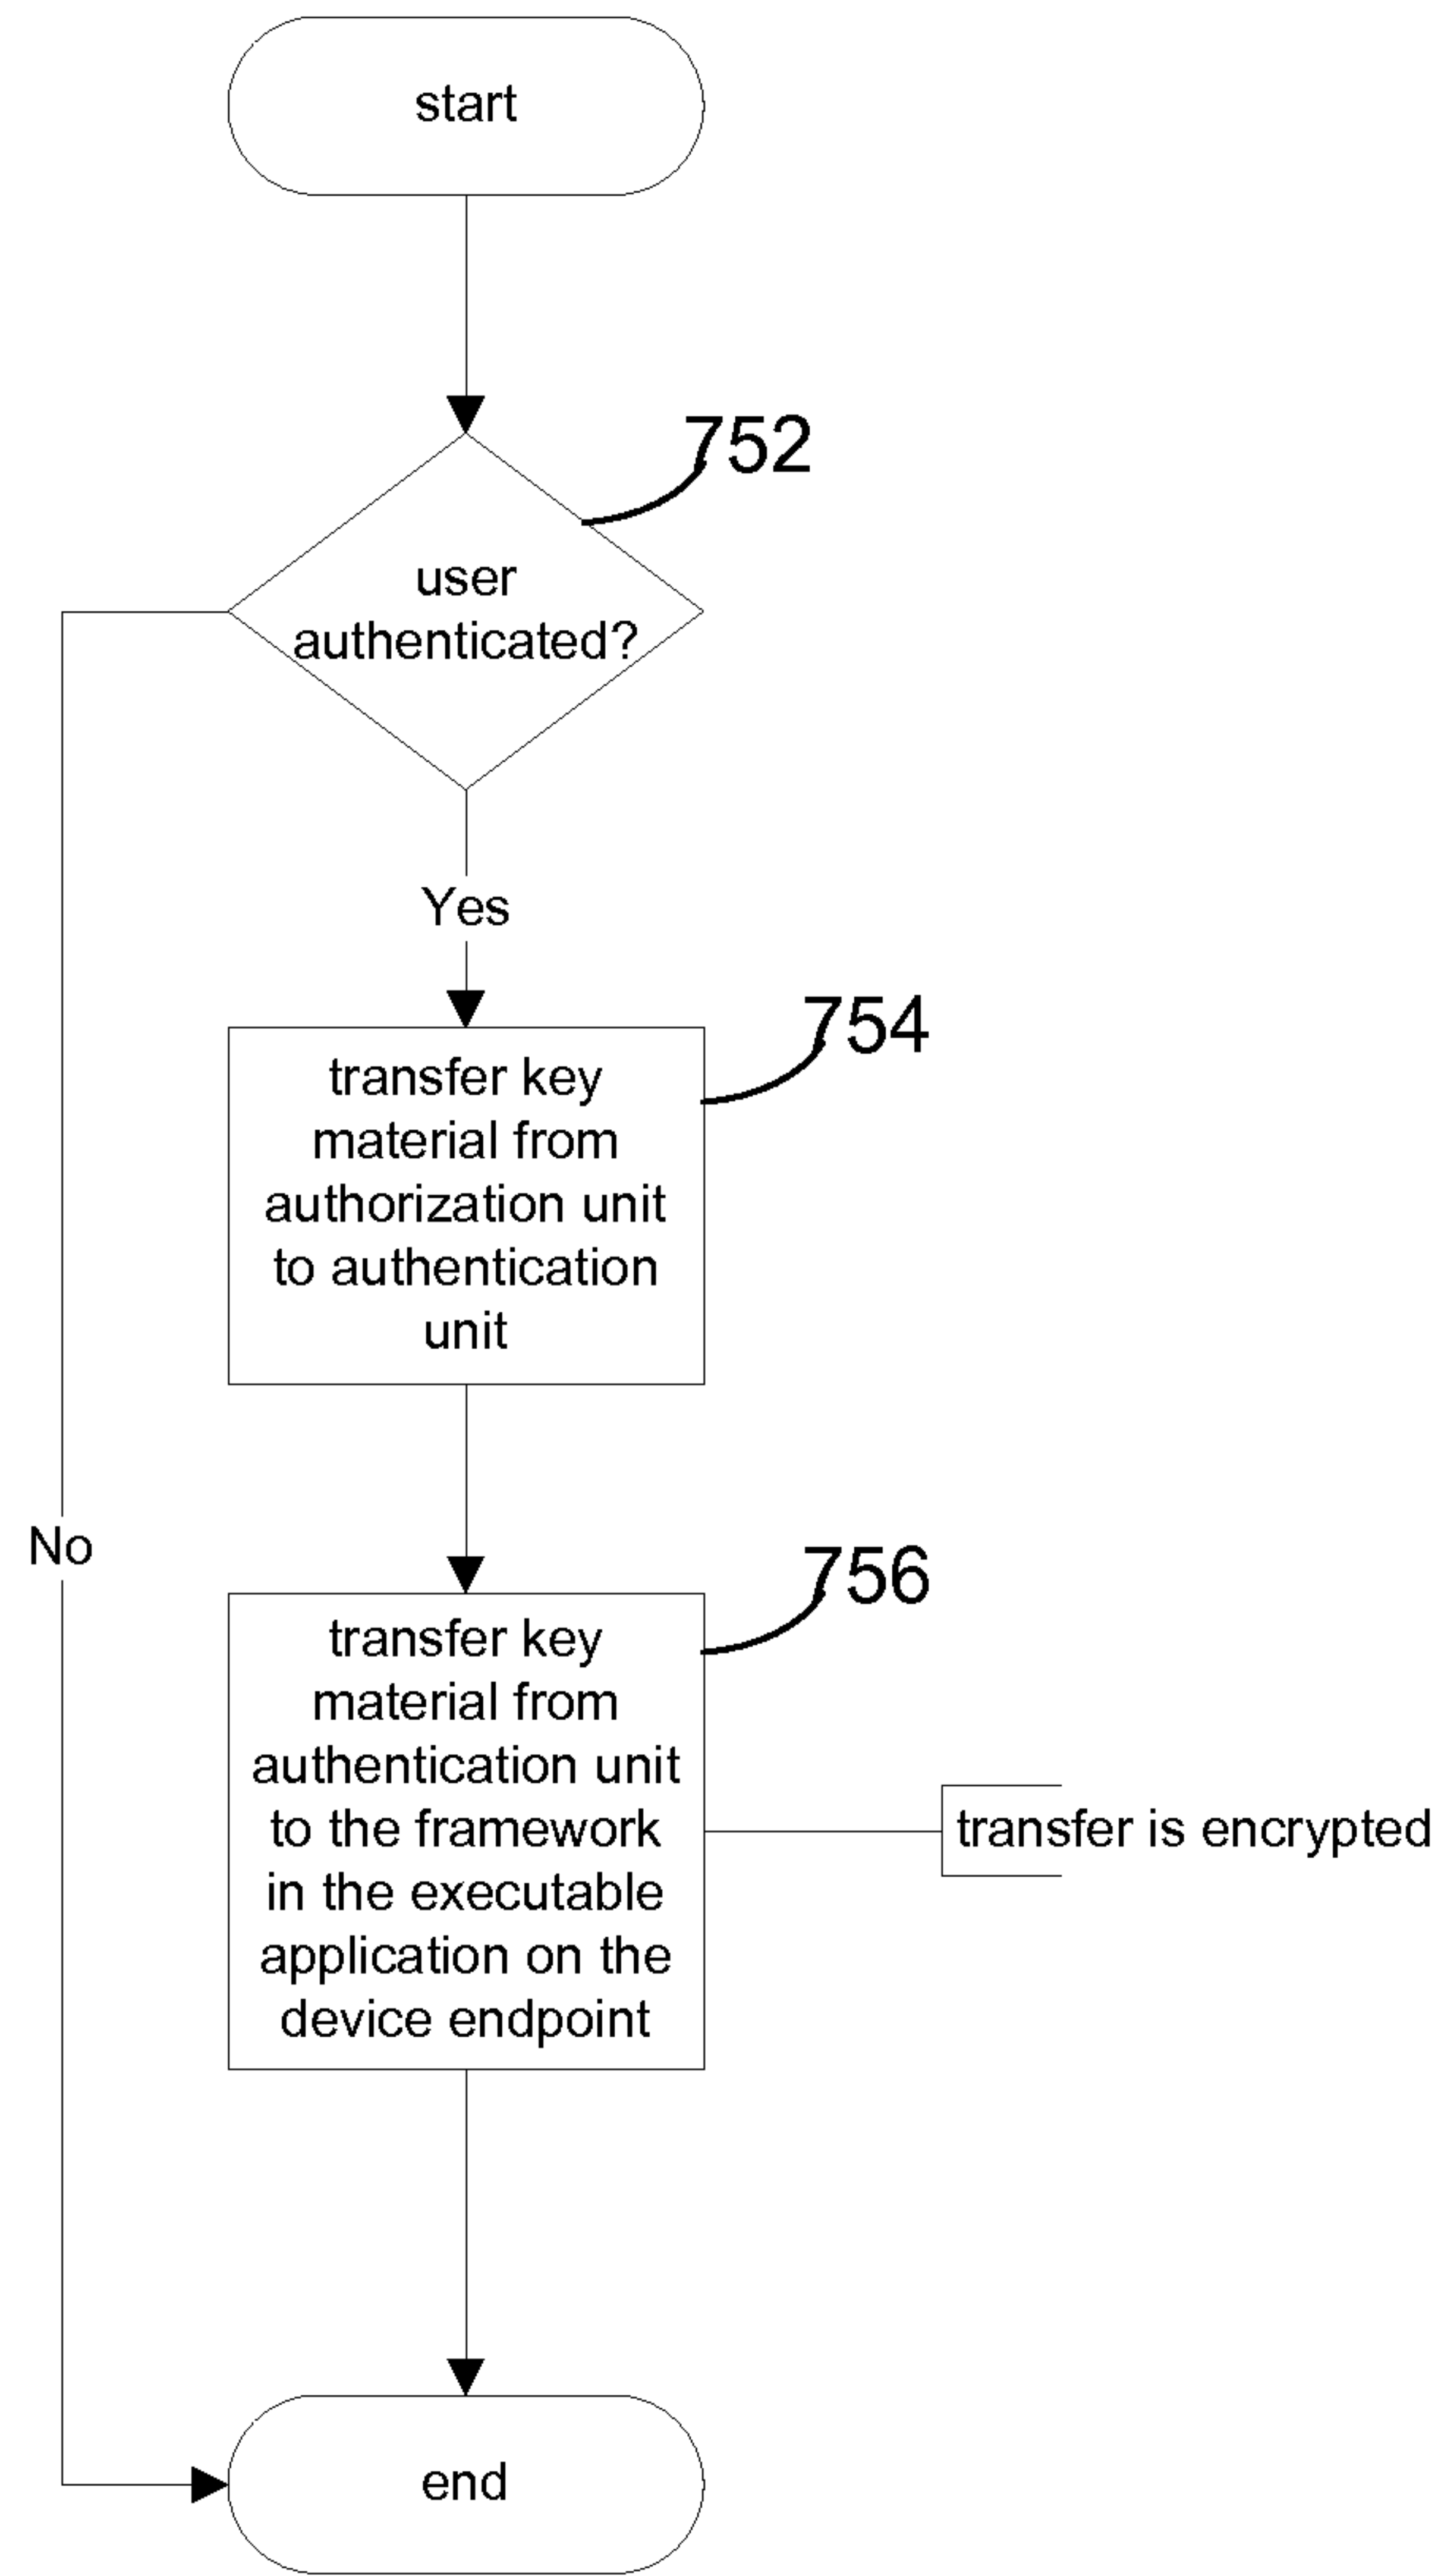 start
752
user
authenticated?
Yes
754
transfer key
material from
authorization unit
to authentication
unit
No
756
transfer key
material from
authentication unit
to the framework
in the executable
application on the
device endpoint
transfer is encrypted
end